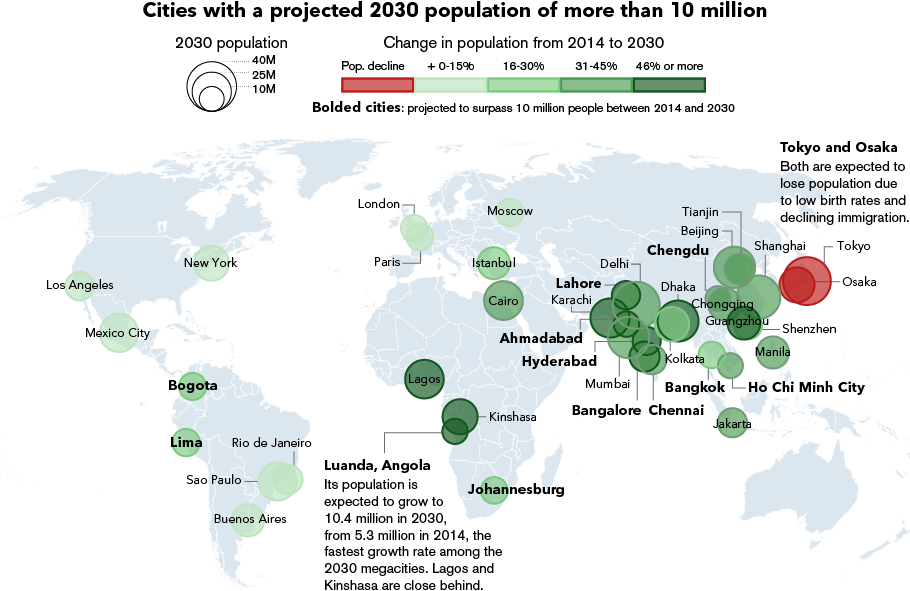 Cities with a projected 2030 population of more than 10 million
2030 population
40M
25M
10M
Change in population from 2014 to 2030
Pop. decline
+ 0-15%
16-30%
31-45%
46% or more
Bolded cities: projected to surpass 10 million people between 2014 and 2030
Tokyo and Osaka
Both are expected to
lose population due
to low birth rates and
declining immigration.
London
Moscow
Tianjin
Beijing
Chengdu
Shanghai
Tokyo
New York
Paris
Istanbul
Delhi
Los Angeles
Lahore
Dhaka
Osaka
Karachi
Cairo
Chongqing
Guangzhou
Mexico City
Ahmadabad
Shenzhen
Hyderabad
Kolkata
Manila
Bogota
Lagos
Mumbai
Bangkok
Ho Chi Minh City
Bangalore
Chennai
Kinshasa
Jakarta
Lima
Rio de Janeiro
Sao Paulo
Luanda, Angola
Its population is
expected to grow to
10.4 million in 2030,
from 5.3 million in 2014, the
fastest growth rate among the
2030 megacities. Lagos and
Kinshasa are close behind.
Johannesburg
Buenos Aires